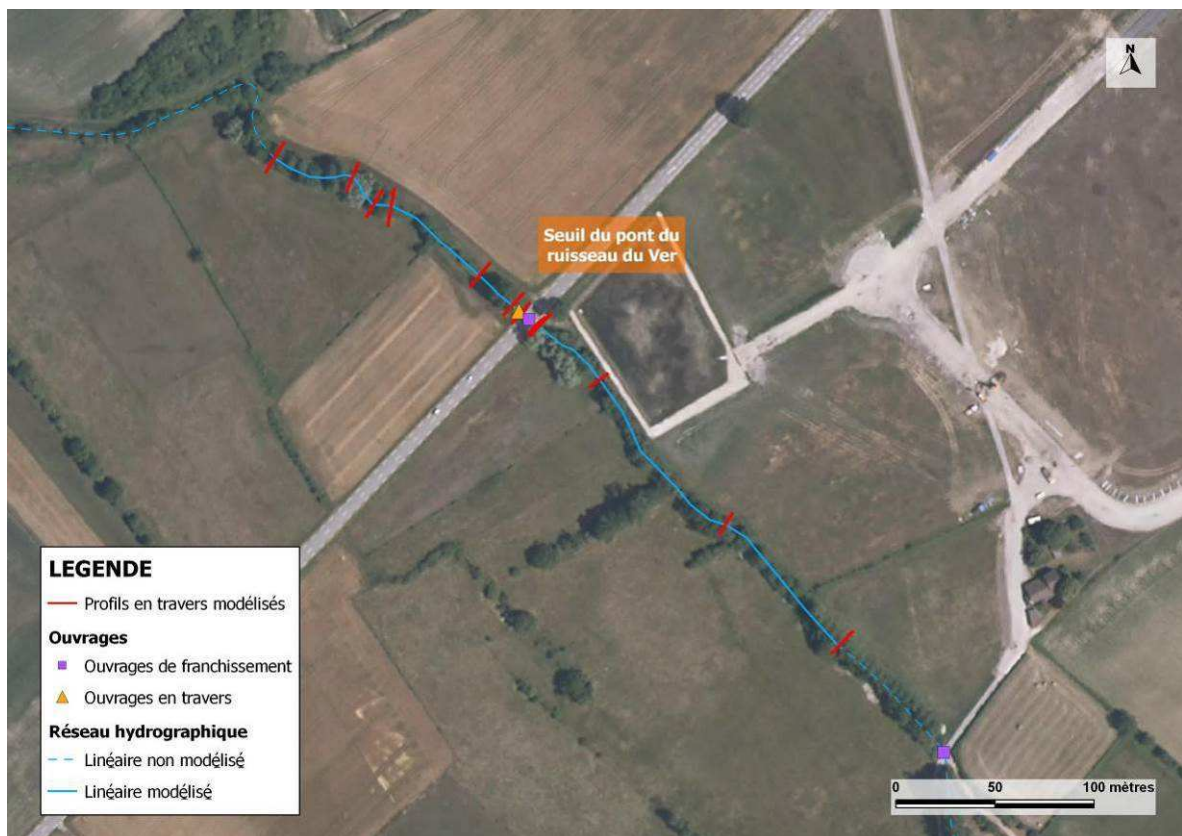 N
Seuil du pont du
ruisseau du Ver
LEGENDE
Profils en travers modélisés
Ouvrages
Ouvrages de franchissement
Ouvrages en travers
Réseau hydrographique
Linéaire non modélisé
Linéaire modélisé
0 50 100 mètres